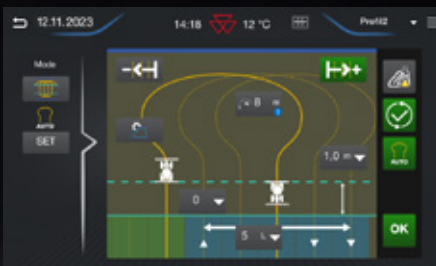 12.11.2023
14:18
12 °C
Profil2
Mode
AUTO
SET
8
1,0 m
AUTO
0
5
OK